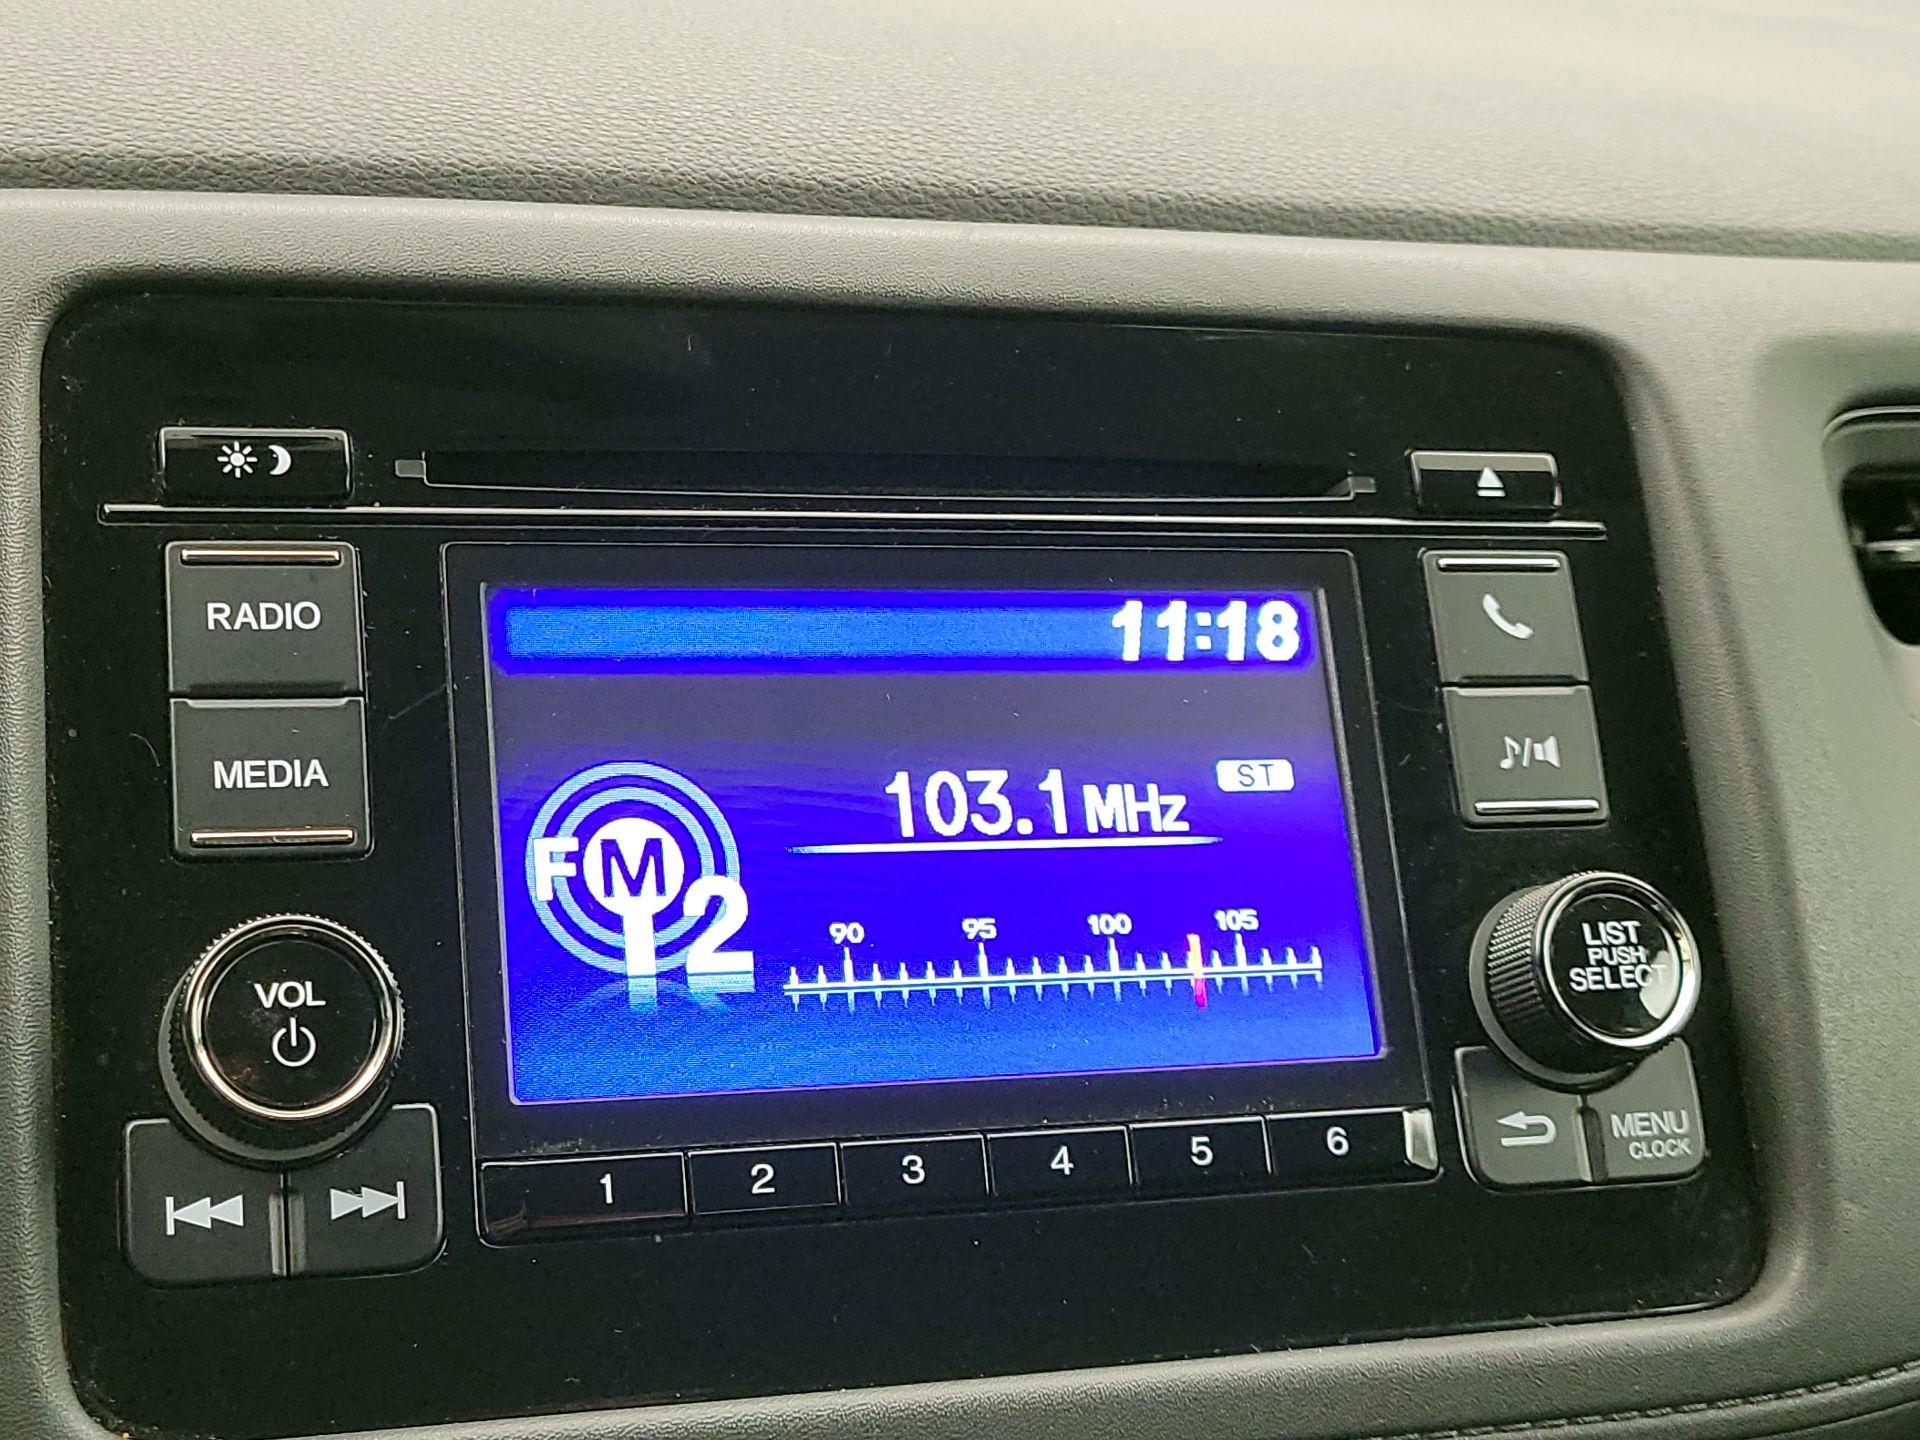 RADIO
MEDIA
VOL
11:18
103.1 MHz
ST
FM
2
90 95 100 105
LIST
PUSH
SELECT
MENU
CLOCK
1 2 3 4 5 6